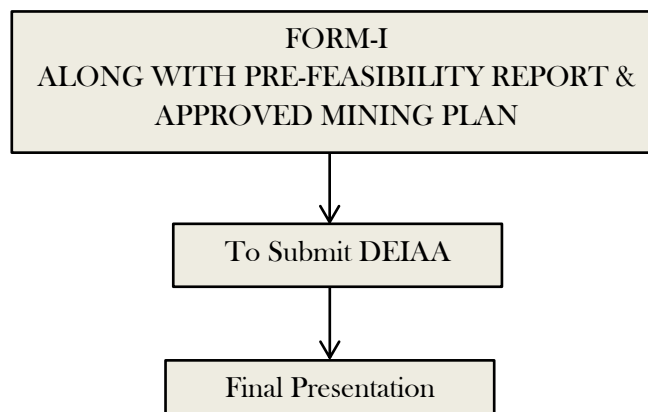 FORM-I
ALONG WITH PRE-FEASIBILITY REPORT &
APPROVED MINING PLAN
To Submit DEIAA
Final Presentation